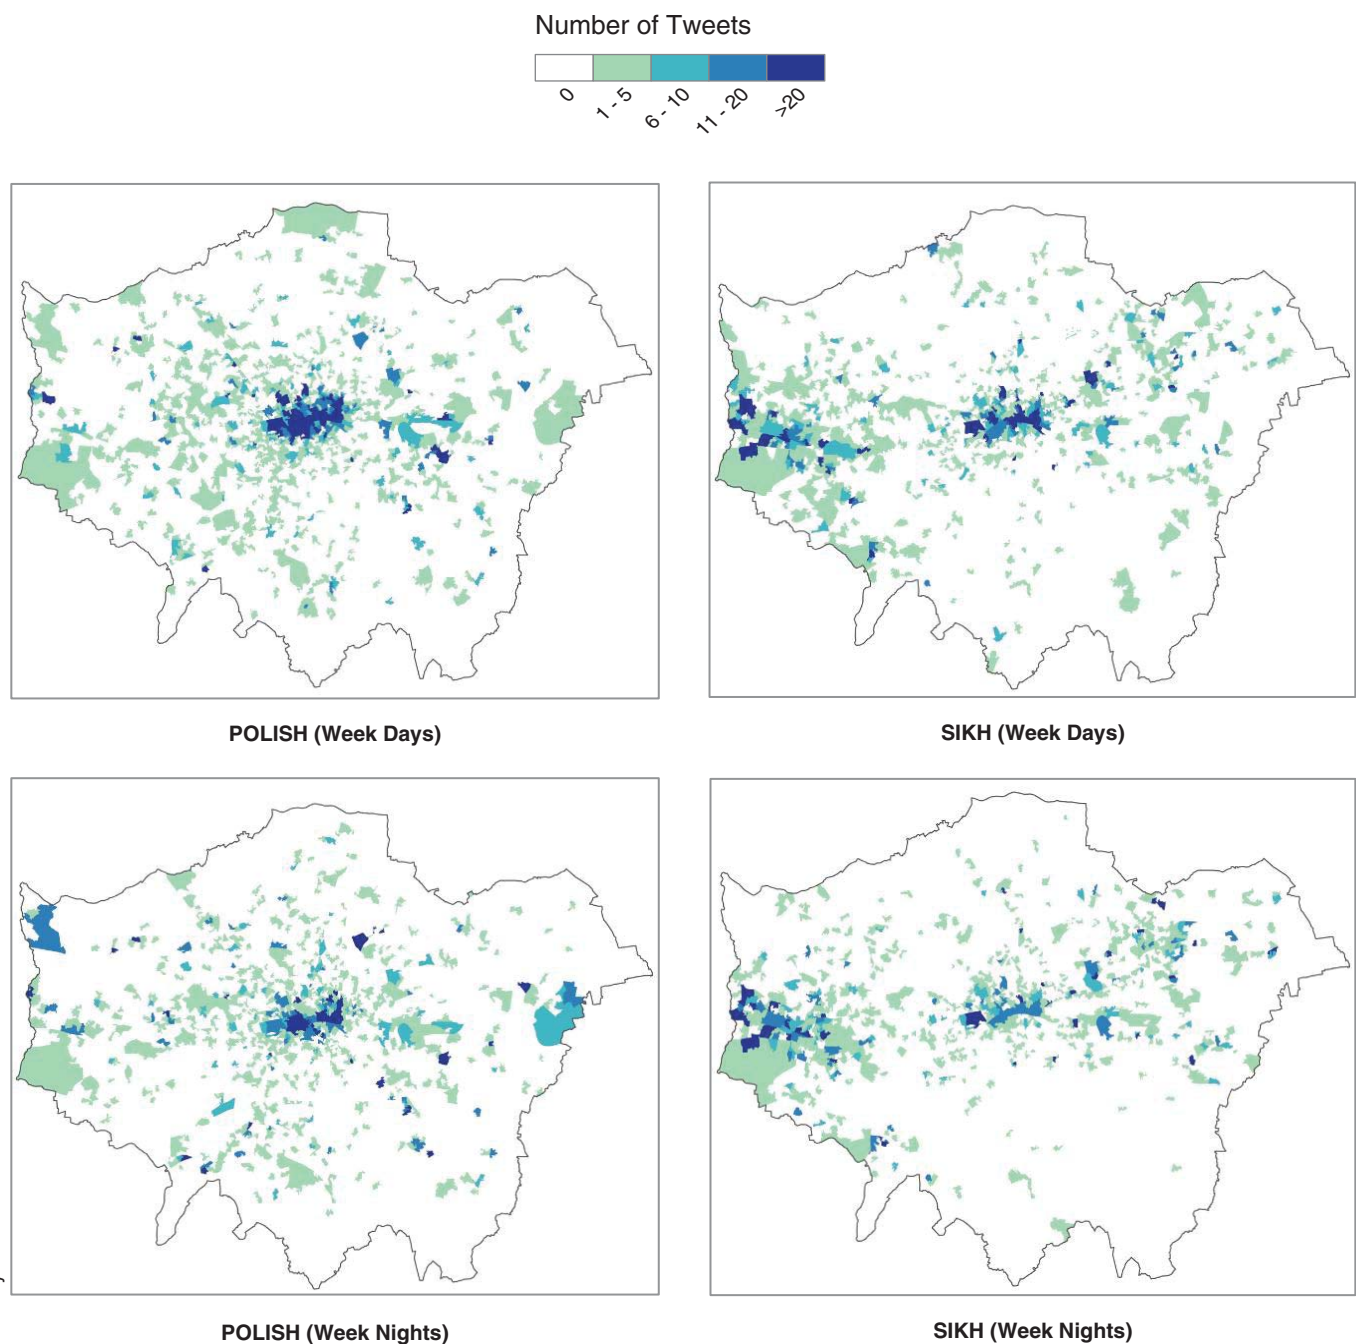 Number of Tweets
0
1 - 5
6 - 10
11 - 20
>20
POLISH (Week Days)
SIKH (Week Days)
POLISH (Week Nights)
SIKH (Week Nights)